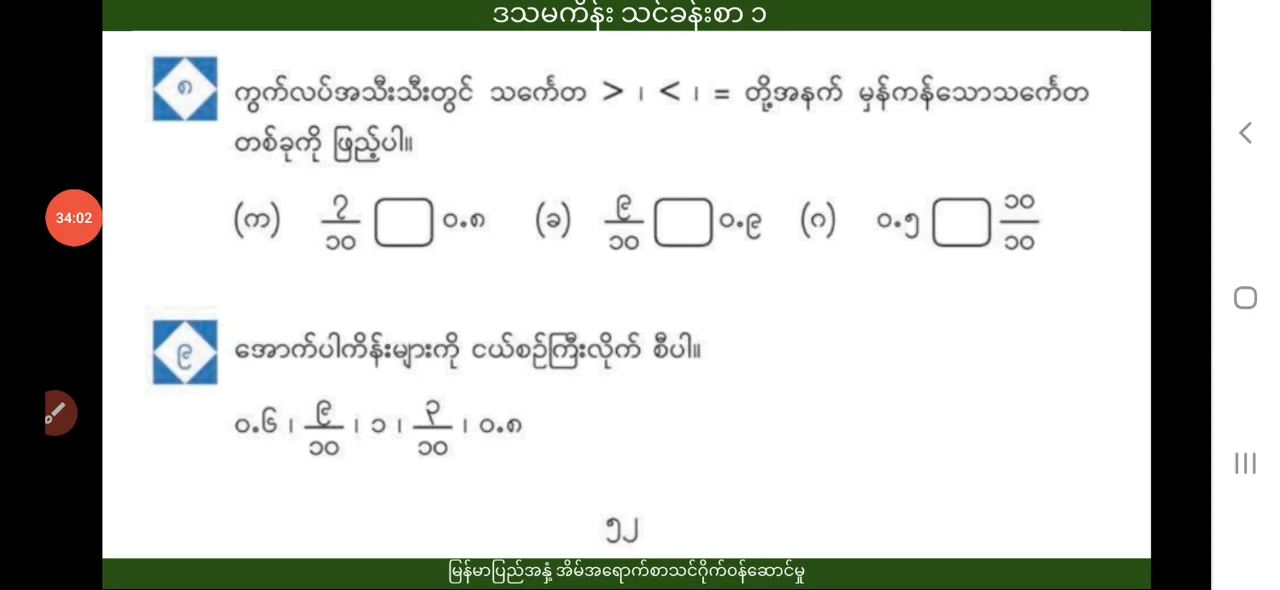 ဒသမကိန်း သင်ခန်းစာ ၁
၈ ကွက်လပ်အသီးသီးတွင် သင်္ကေတ > ၊ < ၊ = တို့အနက် မှန်ကန်သောသင်္ကေတ
တစ်ခုကို ဖြည့်ပါ။
(က) ၇/၁၀ □ ၀.၈ (ခ) ၉/၁၀ □ ၀.၉ (ဂ) ၀.၅ □ ၁၀/၁၀
34:02
၉ အောက်ပါကိန်းများကို ငယ်စဉ်ကြီးလိုက် စီပါ။
၀.၆ ၊ ၉/၁၀ ၊ ၁ ၊ ၃/၁၀ ၊ ၀.၈
၅၂
မြန်မာပြည်အနှံ့ အိမ်အရောက်စာသင်ဂိုက်ဝန်ဆောင်မှု